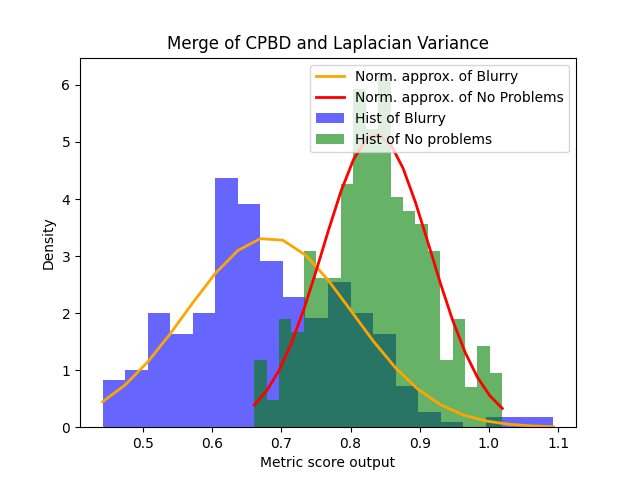 Merge of CPBD and Laplacian Variance
Norm. approx. of Blurry
Norm. approx. of No Problems
Hist of Blurry
Hist of No problems
Density
6
5
4
3
2
1
0
0.5 0.6 0.7 0.8 0.9 1.0 1.1
Metric score output